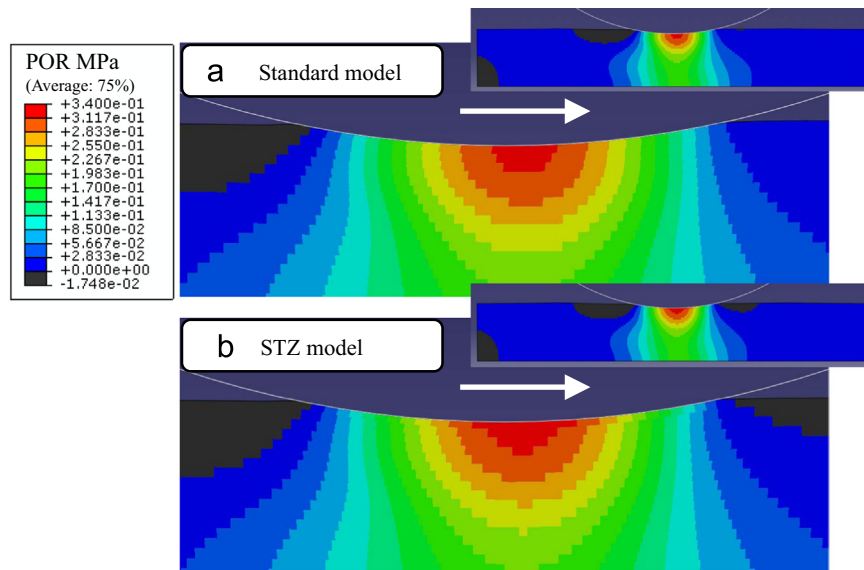 POR MPa
(Average: 75%)
+3.400e-01
+3.117e-01
+2.833e-01
+2.550e-01
+2.267e-01
+1.983e-01
+1.700e-01
+1.417e-01
+1.133e-01
+8.500e-02
+5.667e-02
+2.833e-02
+0.000e+00
-1.748e-02
a Standard model
b STZ model